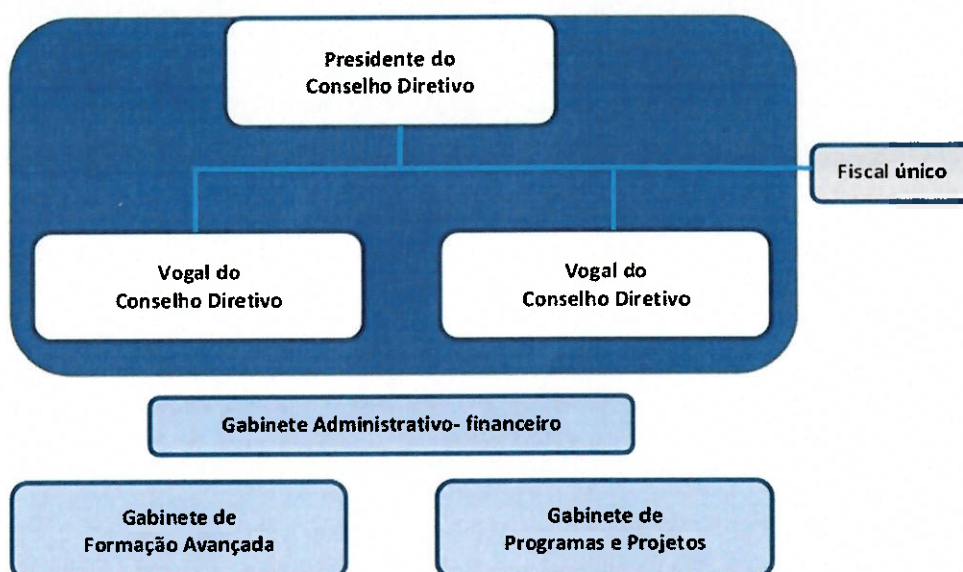 Presidente do
Conselho Diretivo
Fiscal único
Vogal do
Conselho Diretivo
Vogal do
Conselho Diretivo
Gabinete Administrativo- financeiro
Gabinete de
Formação Avançada
Gabinete de
Programas e Projetos